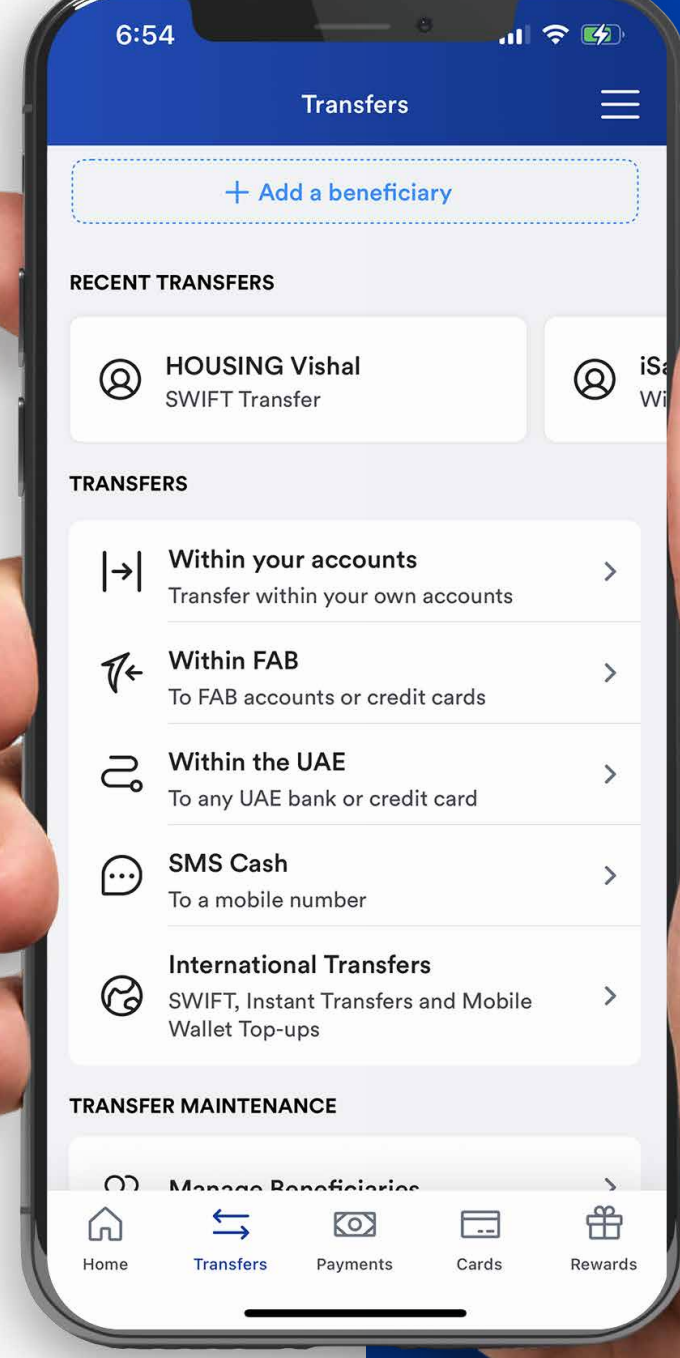 6:54
Transfers
+ Add a beneficiary
RECENT TRANSFERS
HOUSING Vishal
SWIFT Transfer
TRANSFERS
Within your accounts
Transfer within your own accounts
Within FAB
To FAB accounts or credit cards
Within the UAE
To any UAE bank or credit card
SMS Cash
To a mobile number
International Transfers
SWIFT, Instant Transfers and Mobile
Wallet Top-ups
TRANSFER MAINTENANCE
Manage Beneficiaries
Home
Transfers
Payments
Cards
Rewards